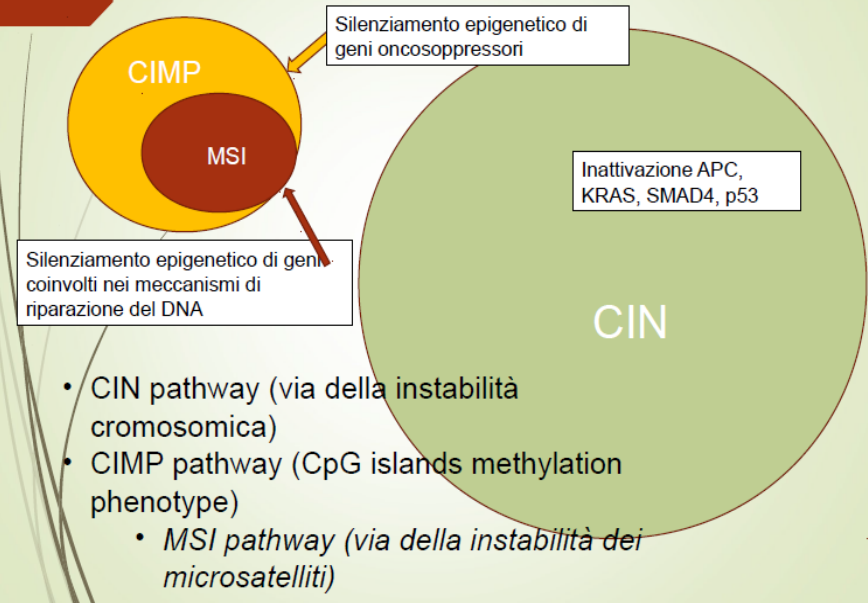 Silenziamento epigenetico di
geni oncosoppressori
CIMP
MSI
Inattivazione APC,
KRAS, SMAD4, p53
Silenziamento epigenetico di geni
coinvolti nei meccanismi di
riparazione del DNA
CIN
• CIN pathway (via della instabilità
cromosomica)
• CIMP pathway (CpG islands methylation
phenotype)
• MSI pathway (via della instabilità dei
microsatelliti)